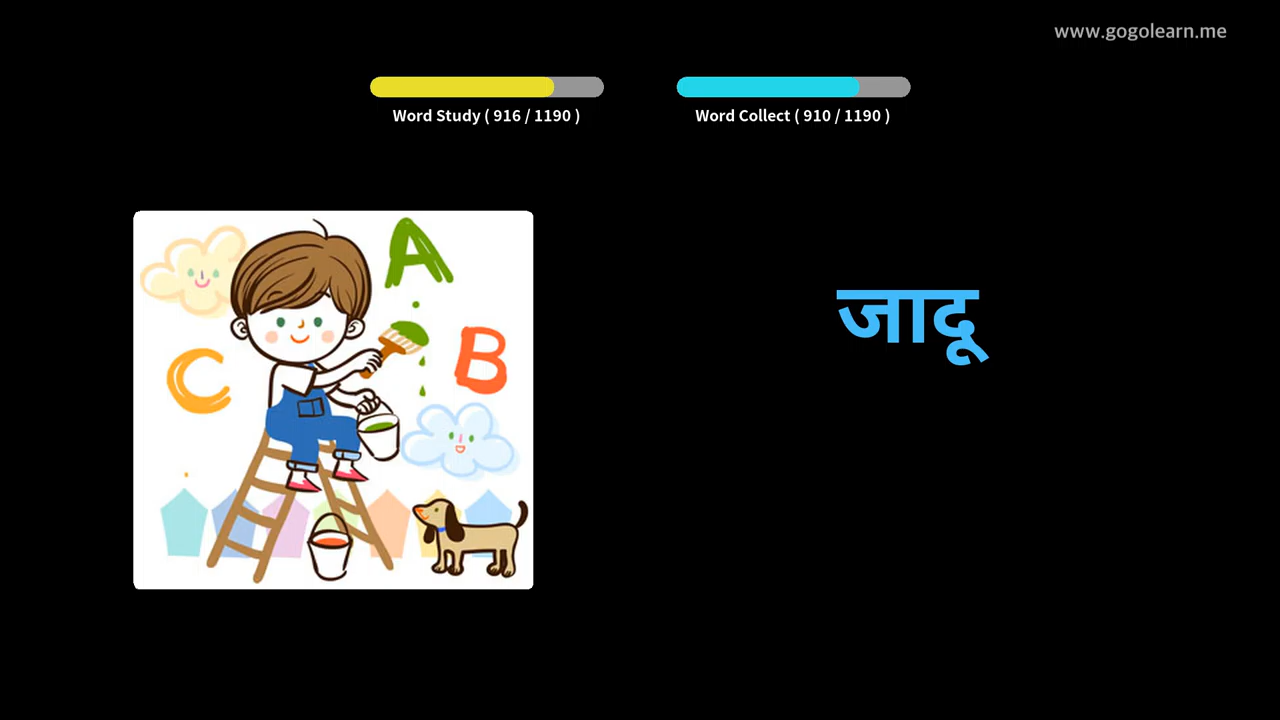 www.gogolearn.me
Word Study ( 916 / 1190 )
Word Collect ( 910 / 1190 )
A
B
C
जादू